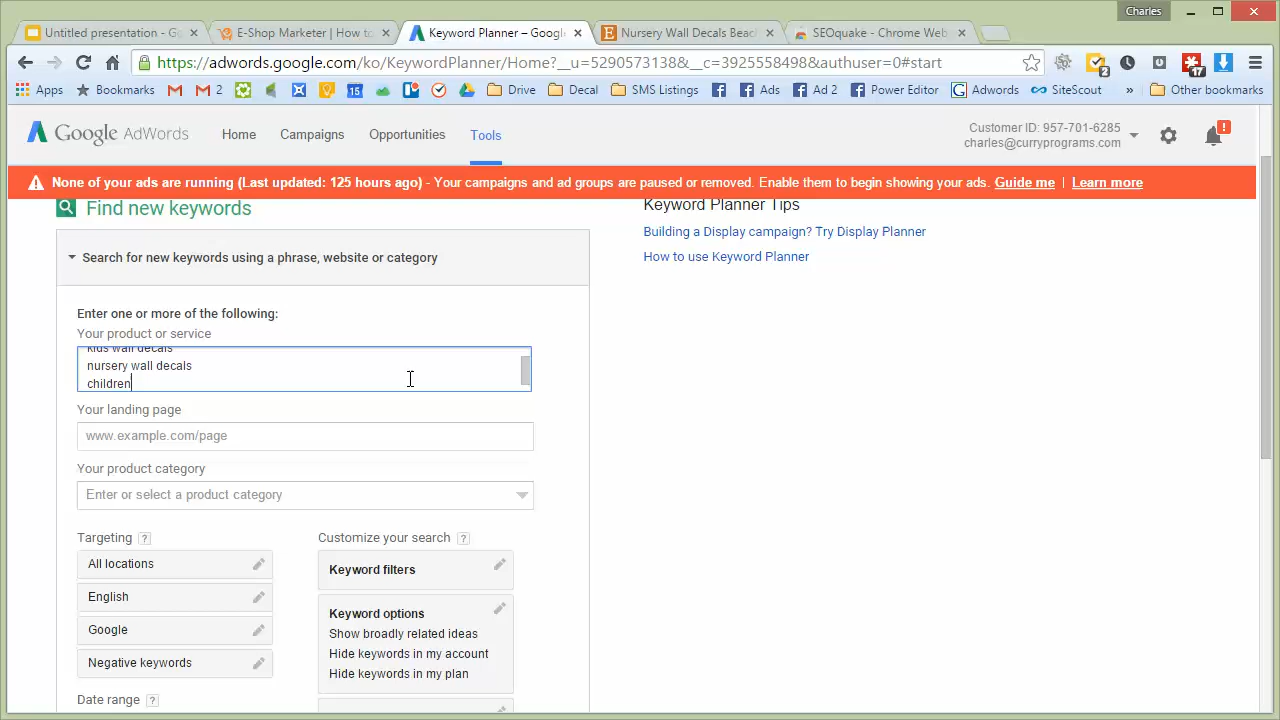 Charles
Untitled presentation - G
E-Shop Marketer | How to
Keyword Planner – Google
Nursery Wall Decals Beac
SEOquake - Chrome Web
https://adwords.google.com/ko/KeywordPlanner/Home?__u=5290573138&__c=3925558498&authuser=0#start
2
17
Apps
Bookmarks
M 2
15
Drive
Decal
SMS Listings
Ads
Ad 2
Power Editor
Adwords
SiteScout
»
Other bookmarks
Google AdWords
Home
Campaigns
Opportunities
Tools
Customer ID: 957-701-6285
charles@curryprograms.com
!
None of your ads are running (Last updated: 125 hours ago) - Your campaigns and ad groups are paused or removed. Enable them to begin showing your ads. Guide me | Learn more
Find new keywords
Search for new keywords using a phrase, website or category
Enter one or more of the following:
Your product or service
kids wall decals
nursery wall decals
children
Your landing page
www.example.com/page
Your product category
Enter or select a product category
Targeting ?
All locations
English
Google
Negative keywords
Date range ?
Customize your search ?
Keyword filters
Keyword options
Show broadly related ideas
Hide keywords in my account
Hide keywords in my plan
Keyword Planner Tips
Building a Display campaign? Try Display Planner
How to use Keyword Planner